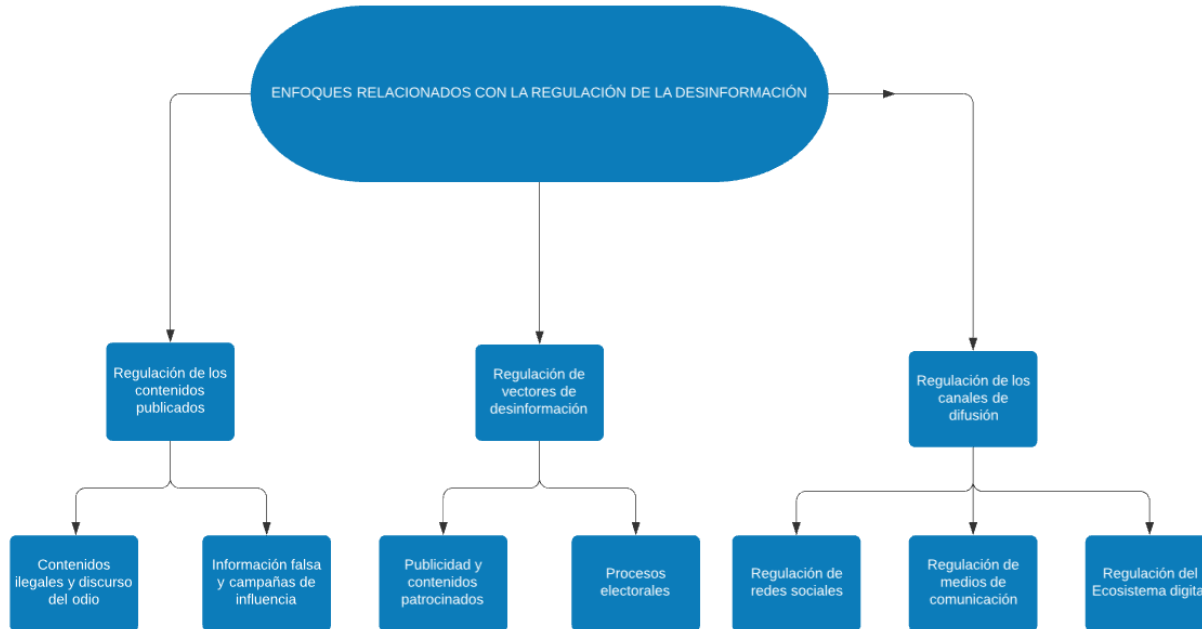 ENFOQUES RELACIONADOS CON LA REGULACIÓN DE LA DESINFORMACIÓN
Regulación de los
contenidos
publicados
Regulación de
vectores de
desinformación
Regulación de los
canales de
difusión
Contenidos
ilegales y discurso
del odio
Información falsa
y campañas de
influencia
Publicidad y
contenidos
patrocinados
Procesos
electorales
Regulación de
redes sociales
Regulación de
medios de
comunicación
Regulación del
Ecosistema digital